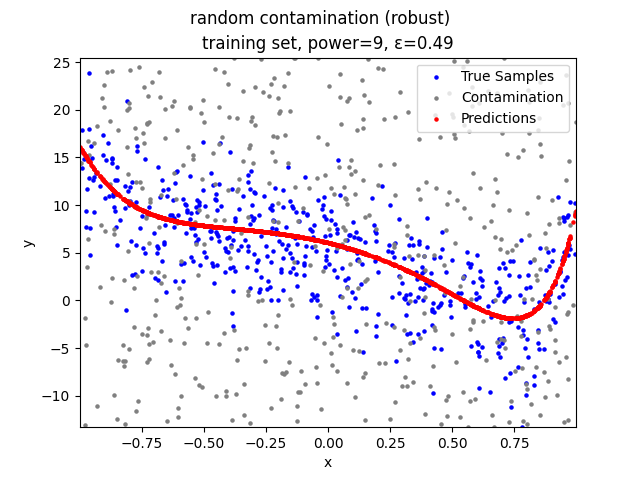 random contamination (robust)
training set, power=9, ε=0.49
True Samples
Contamination
Predictions
y
25
20
15
10
5
0
−5
−10
−0.75 −0.50 −0.25 0.00 0.25 0.50 0.75
x